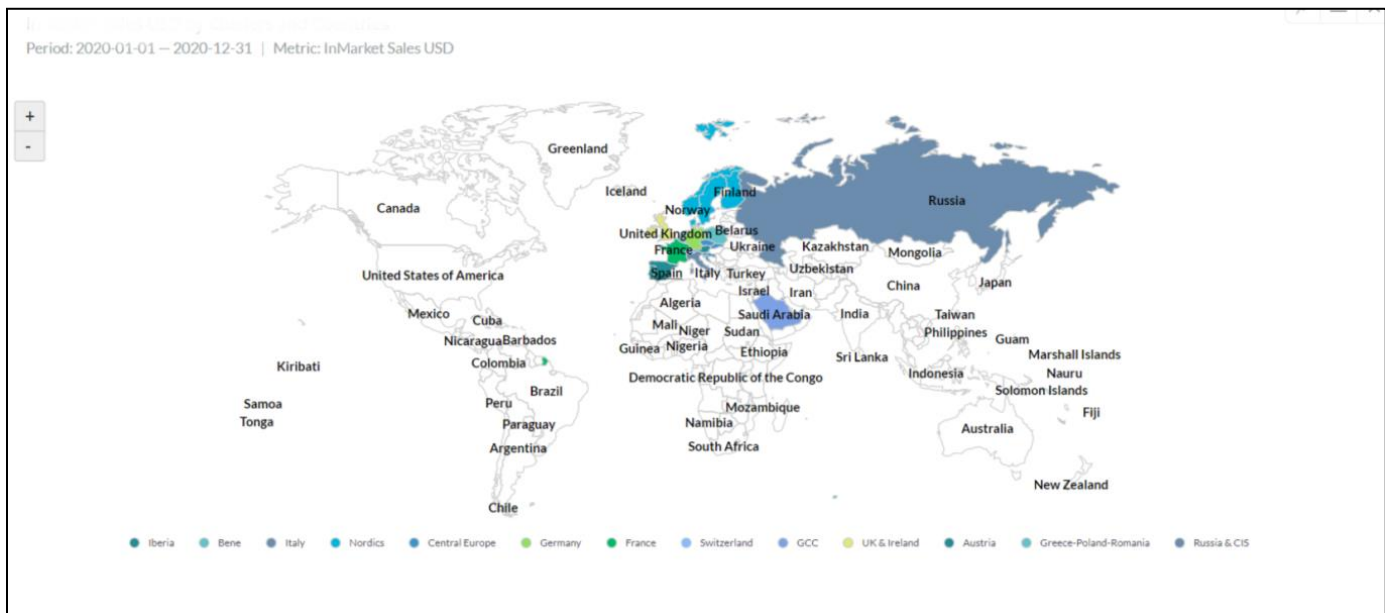 Period: 2020-01-01 — 2020-12-31 | Metric: InMarket Sales USD
+
-
Greenland
Iceland
Finland
Canada
Norway
Russia
United Kingdom
Belarus
France
Ukraine
Kazakhstan
Mongolia
United States of America
Spain
Italy
Turkey
Uzbekistan
China
Japan
Israel
Iran
Algeria
Mexico
Cuba
Saudi Arabia
India
Taiwan
Mali
Niger
Sudan
Philippines
Guam
Nicaragua
Barbados
Guinea
Nigeria
Ethiopia
Sri Lanka
Marshall Islands
Kiribati
Colombia
Indonesia
Nauru
Democratic Republic of the Congo
Brazil
Solomon Islands
Samoa
Peru
Mozambique
Fiji
Tonga
Paraguay
Namibia
Australia
Argentina
South Africa
New Zealand
Chile
Iberia Bene Italy Nordics Central Europe Germany France Switzerland GCC UK & Ireland Austria Greece-Poland-Romania Russia & CIS